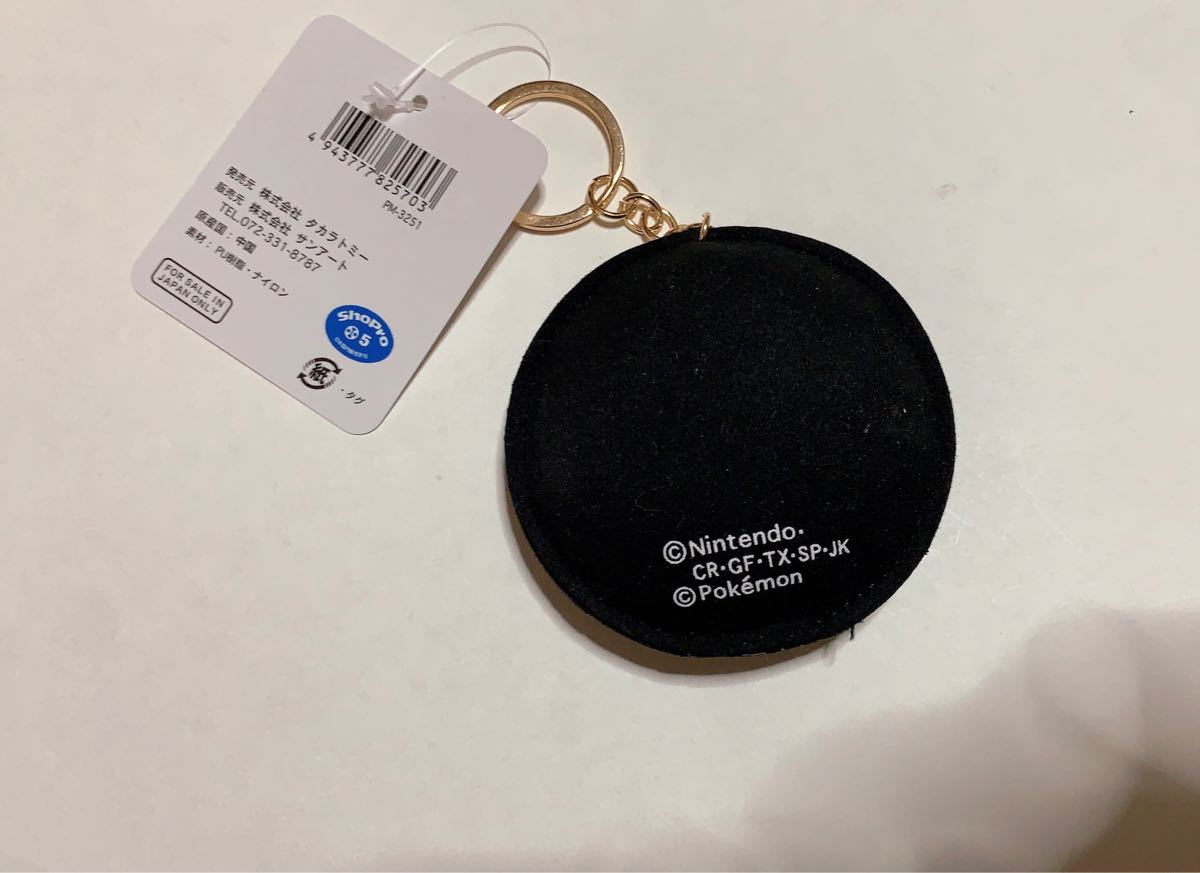 4 943777 825703
PM-3251
発売元 株式会社 タカラトミー
販売元 株式会社 サンアート
TEL.072-331-8787
原産国：中国
素材：PU樹脂・ナイロン
FOR SALE IN
JAPAN ONLY
ShoPro
5
紙
・タグ
©Nintendo・
CR・GF・TX・SP・JK
©Pokémon